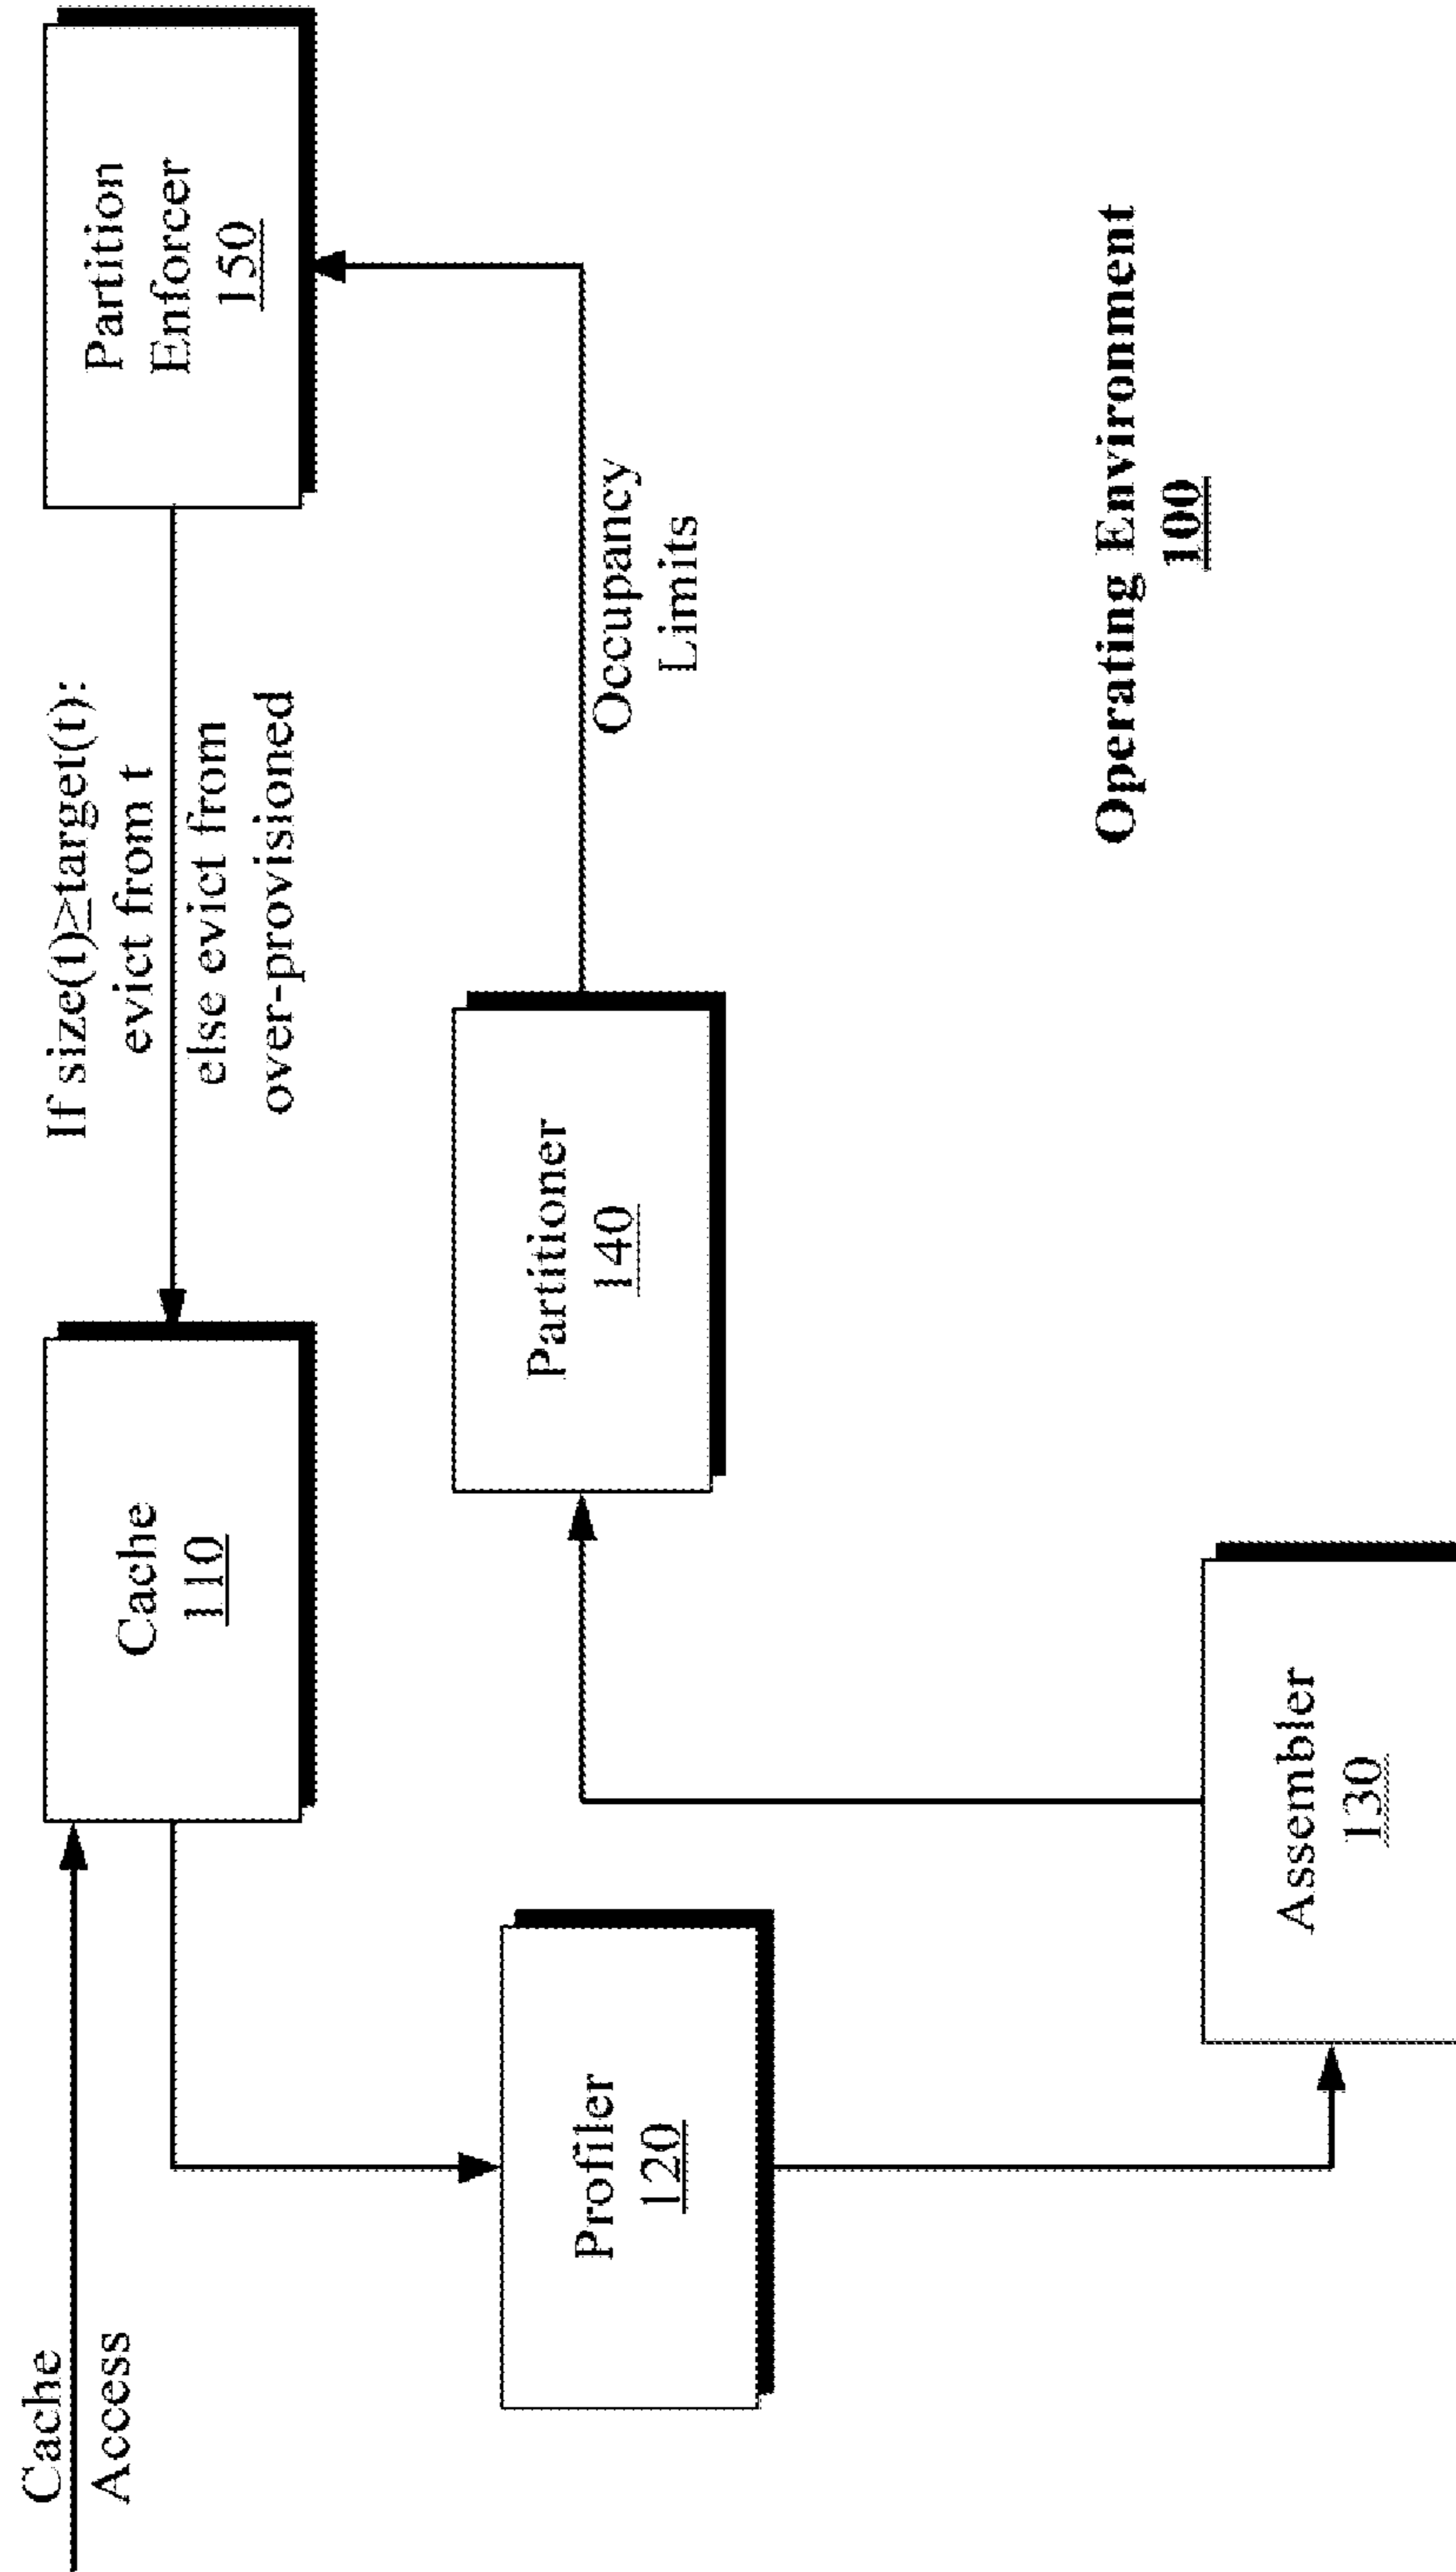 Cache
Access
Cache
110
If size(t)≥target(t):
evict from t
else evict from
over-provisioned
Partition
Enforcer
150
Profiler
120
Partitioner
140
Occupancy
Limits
Assembler
130
Operating Environment
100